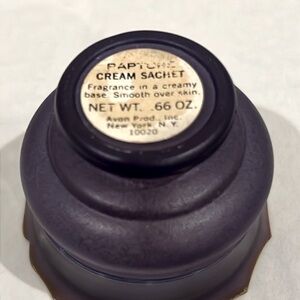 RAPTURE
CREAM SACHET
Fragrance in a creamy
base. Smooth over skin.
NET WT. .66 OZ.
Avon Prod., Inc.
New York, N.Y.
10020